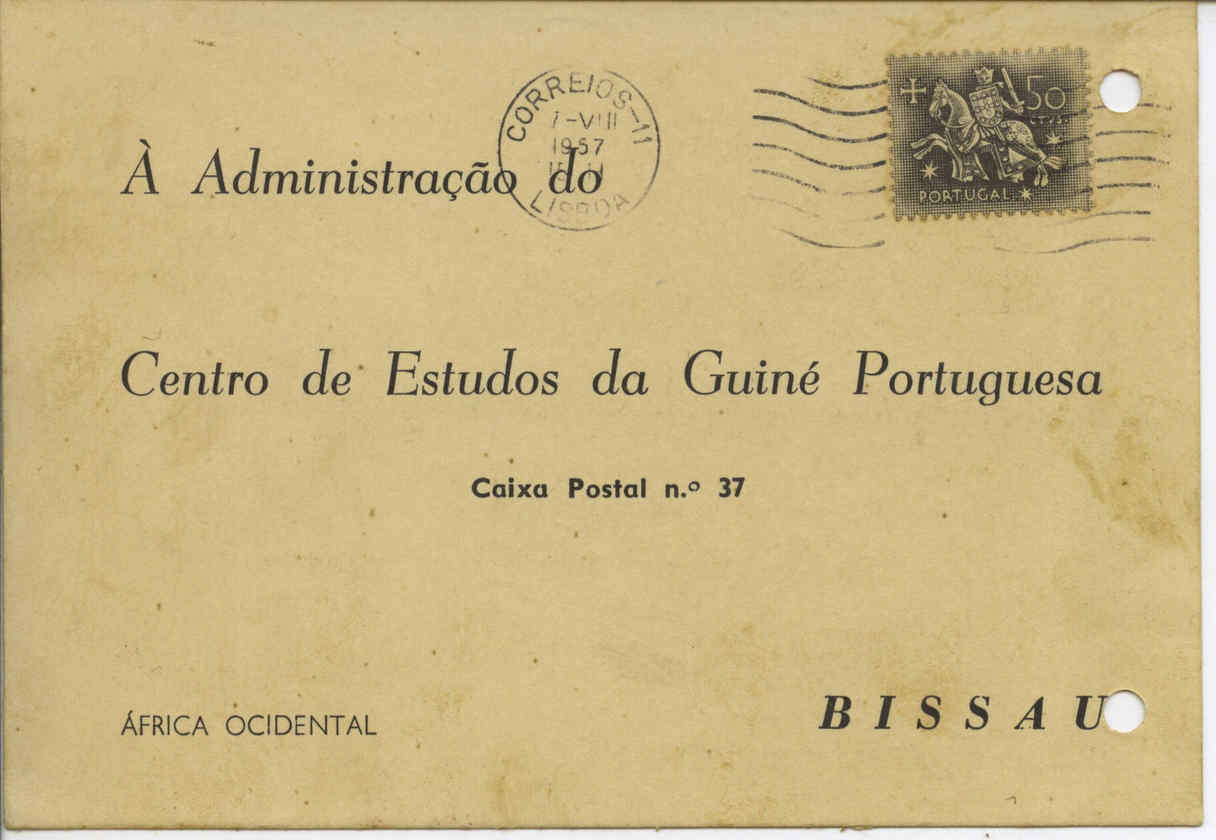 CORREIOS-11
7-VIII
1957
LISBOA
50
CTVS.
PORTUGAL
À Administração do
Centro de Estudos da Guiné Portuguesa
Caixa Postal n.º 37
ÁFRICA OCIDENTAL
BISSAU